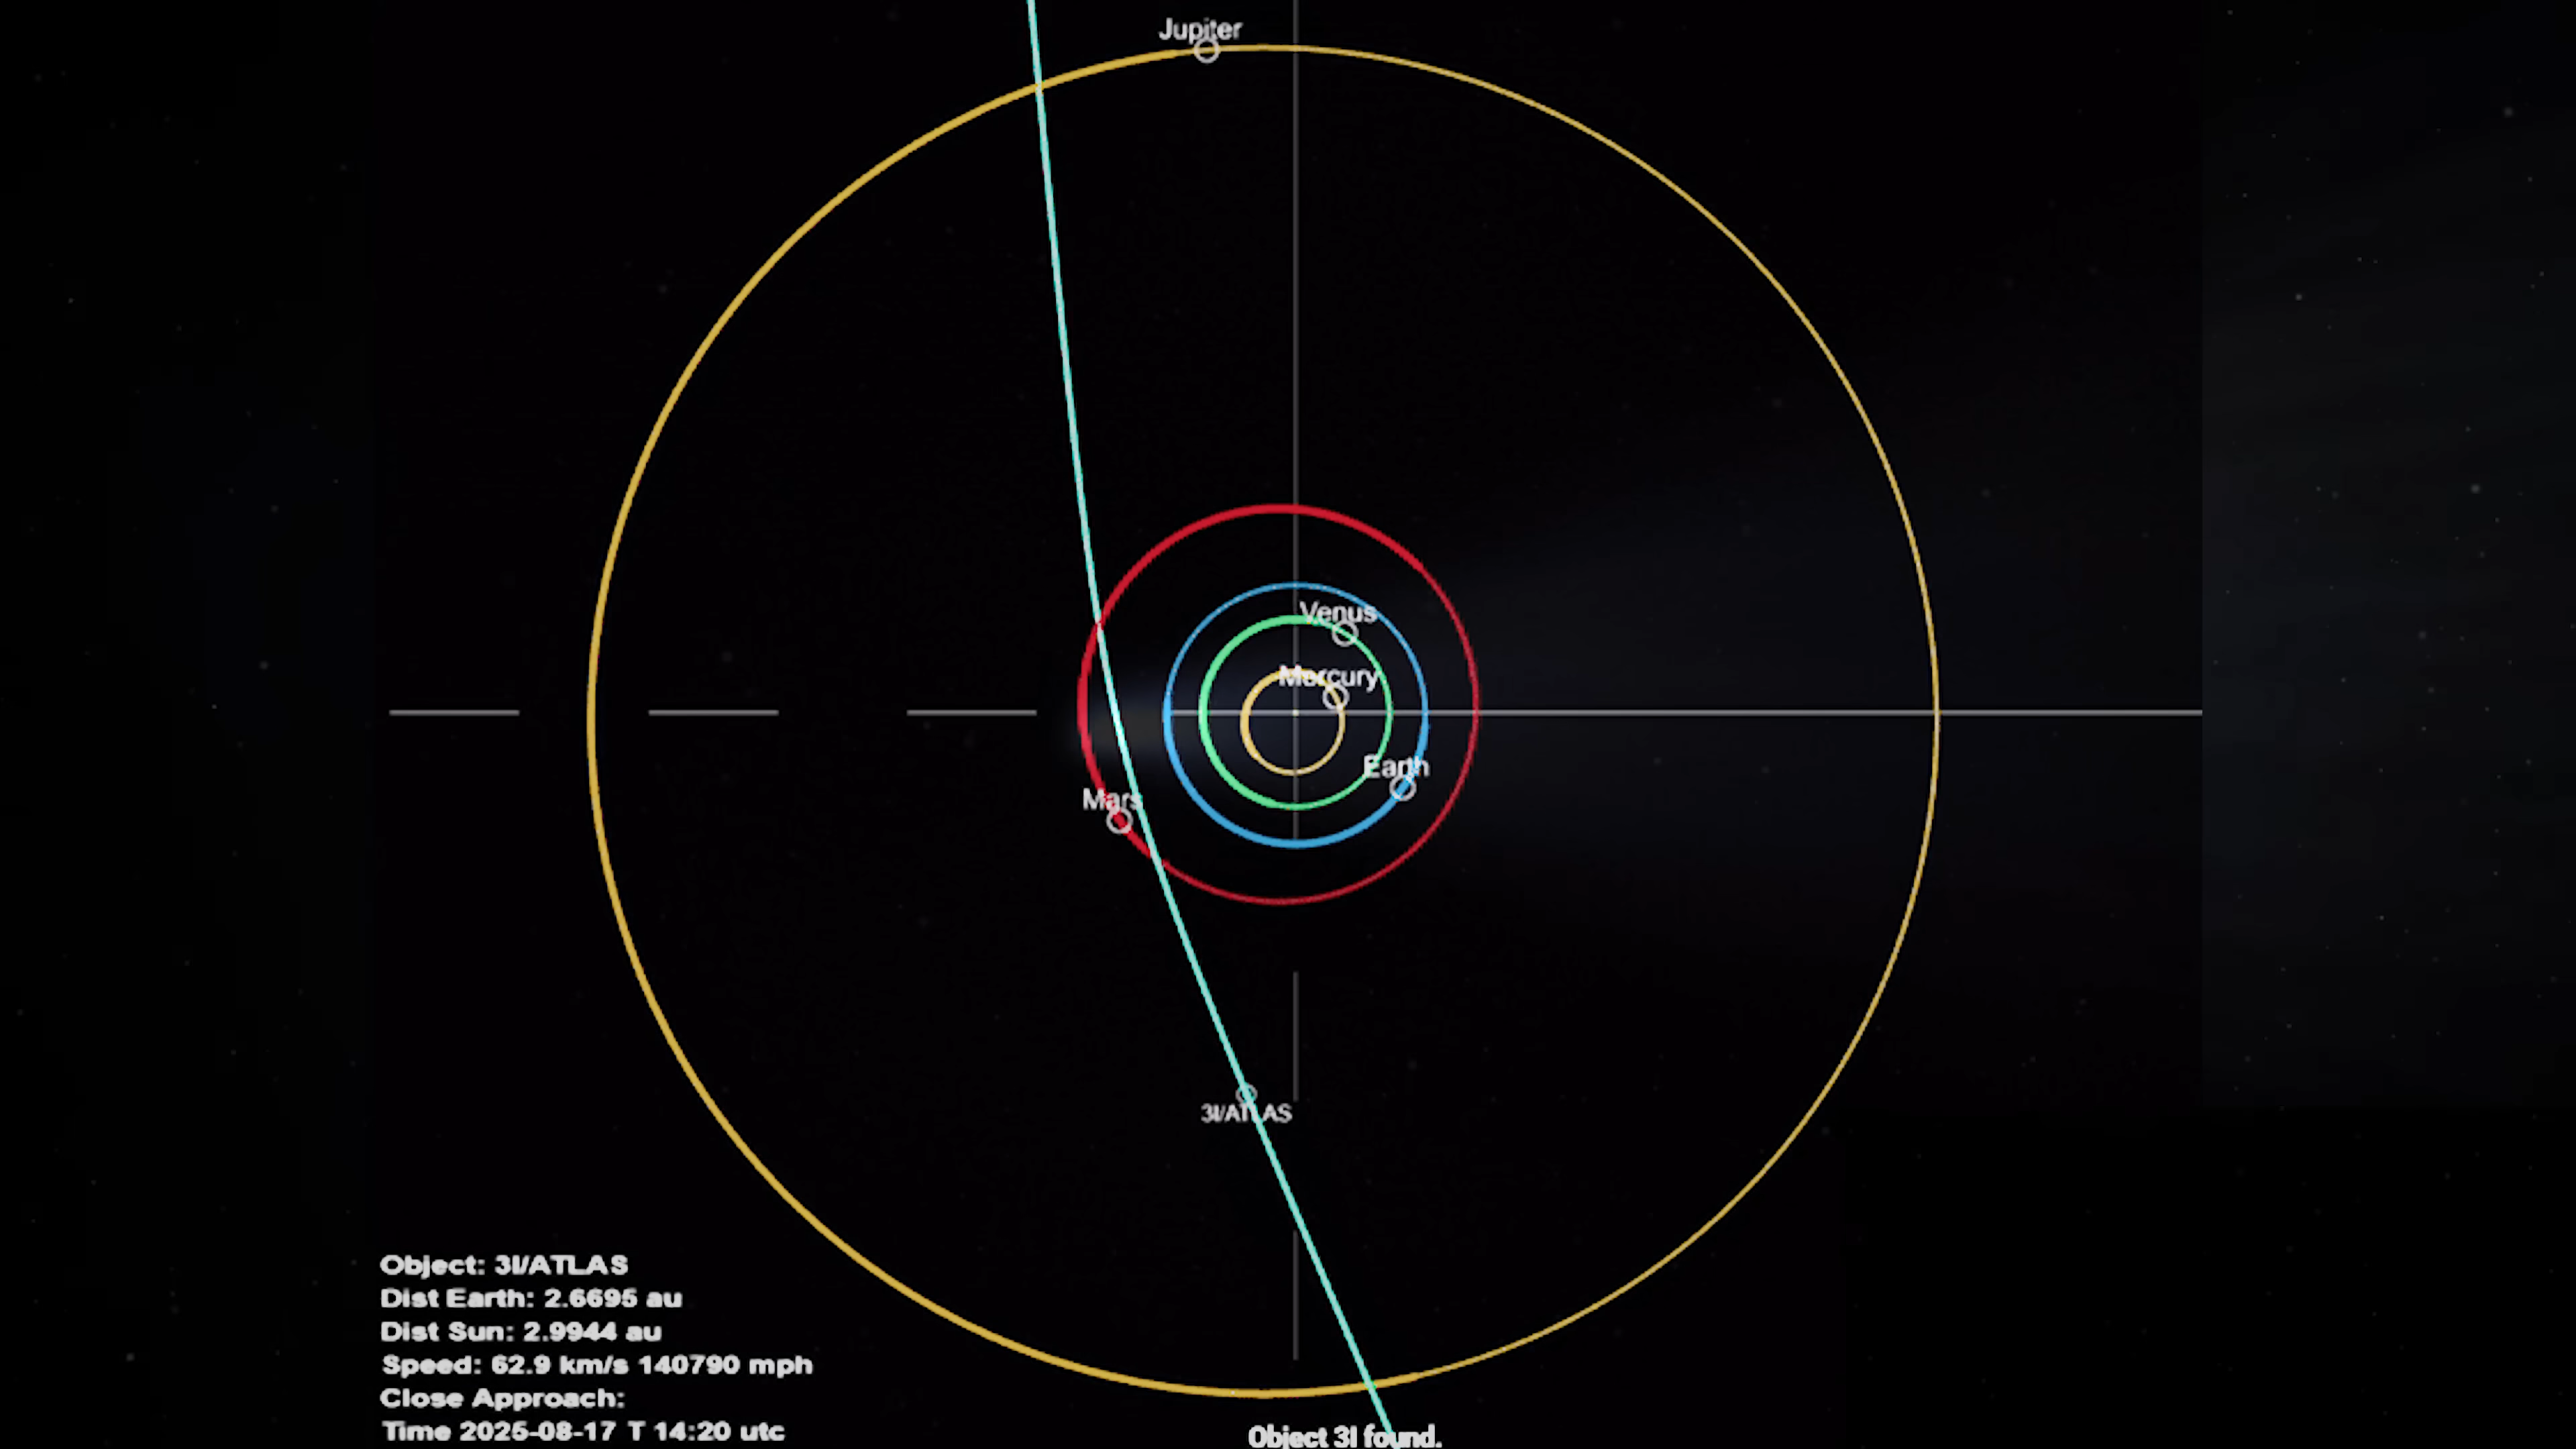 Jupiter
Venus
Mercury
Earth
Mars
3I/ATLAS
Object: 3I/ATLAS
Dist Earth: 2.6695 au
Dist Sun: 2.9944 au
Speed: 62.9 km/s 140790 mph
Close Approach:
Time 2025-08-17 T 14:20 utc
Object 3I found.